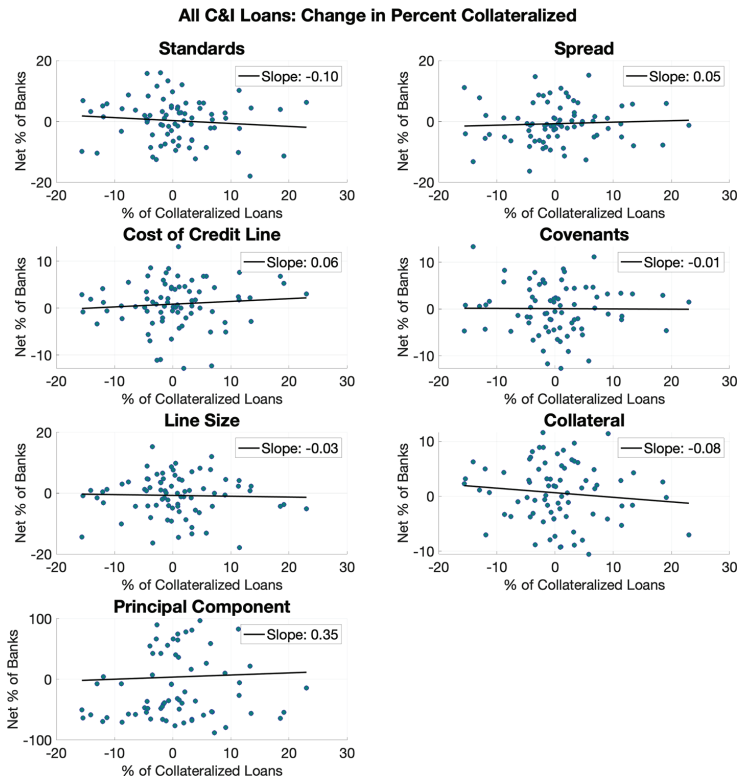 All C&I Loans: Change in Percent Collateralized
Standards
Net % of Banks
20
0
-20
Slope: -0.10
-20 -10 0 10 20 30
% of Collateralized Loans
Spread
Net % of Banks
20
0
-20
Slope: 0.05
-20 -10 0 10 20 30
% of Collateralized Loans
Cost of Credit Line
Net % of Banks
10
0
-10
Slope: 0.06
-20 -10 0 10 20 30
% of Collateralized Loans
Covenants
Net % of Banks
10
0
-10
Slope: -0.01
-20 -10 0 10 20 30
% of Collateralized Loans
Line Size
Net % of Banks
20
0
-20
Slope: -0.03
-20 -10 0 10 20 30
% of Collateralized Loans
Collateral
Net % of Banks
10
0
-10
Slope: -0.08
-20 -10 0 10 20 30
% of Collateralized Loans
Principal Component
Net % of Banks
100
0
-100
Slope: 0.35
-20 -10 0 10 20 30
% of Collateralized Loans